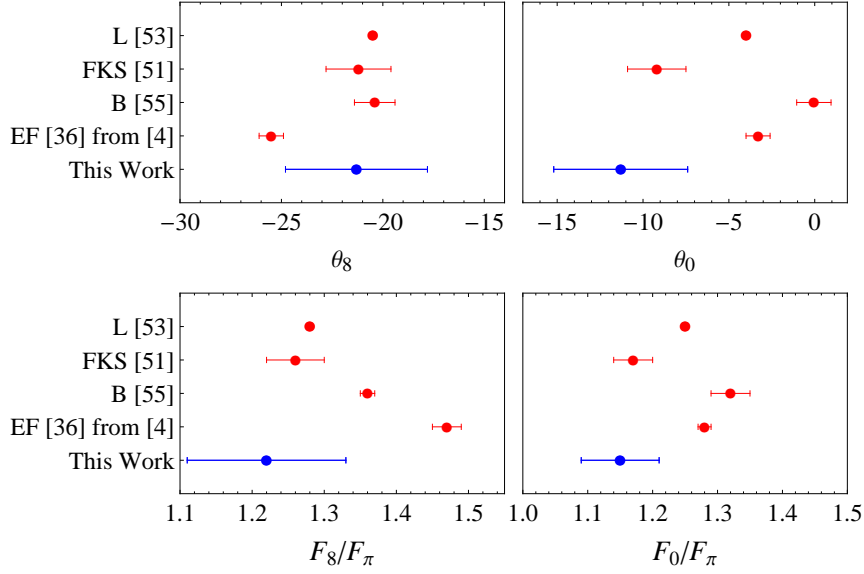 L [53]
FKS [51]
B [55]
EF [36] from [4]
This Work
−30 −25 −20 −15
−15 −10 −5 0
θ8
θ0
L [53]
FKS [51]
B [55]
EF [36] from [4]
This Work
1.1 1.2 1.3 1.4 1.5
1.0 1.1 1.2 1.3 1.4 1.5
F8/Fπ
F0/Fπ